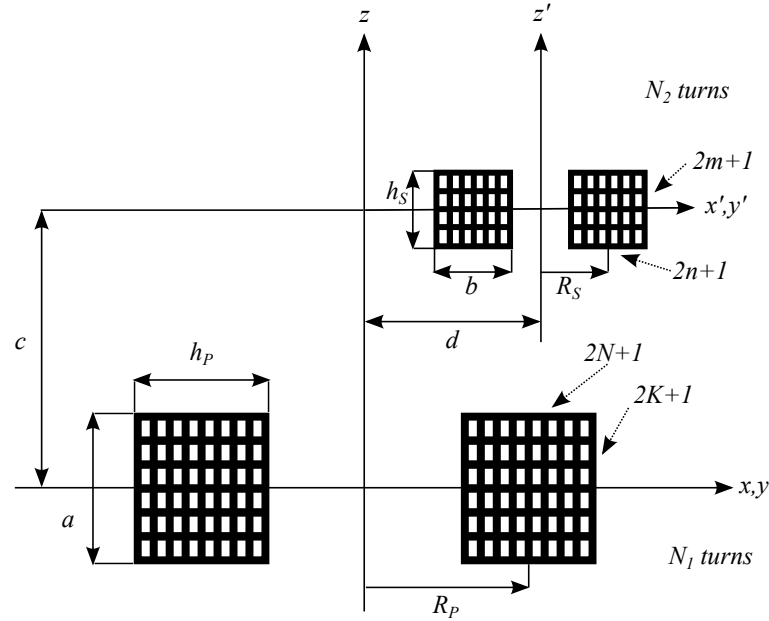 z
z′
N₂ turns
2m+1
h_S
x′,y′
2n+1
b
R_S
d
c
h_P
2N+1
2K+1
a
x,y
N₁ turns
R_P